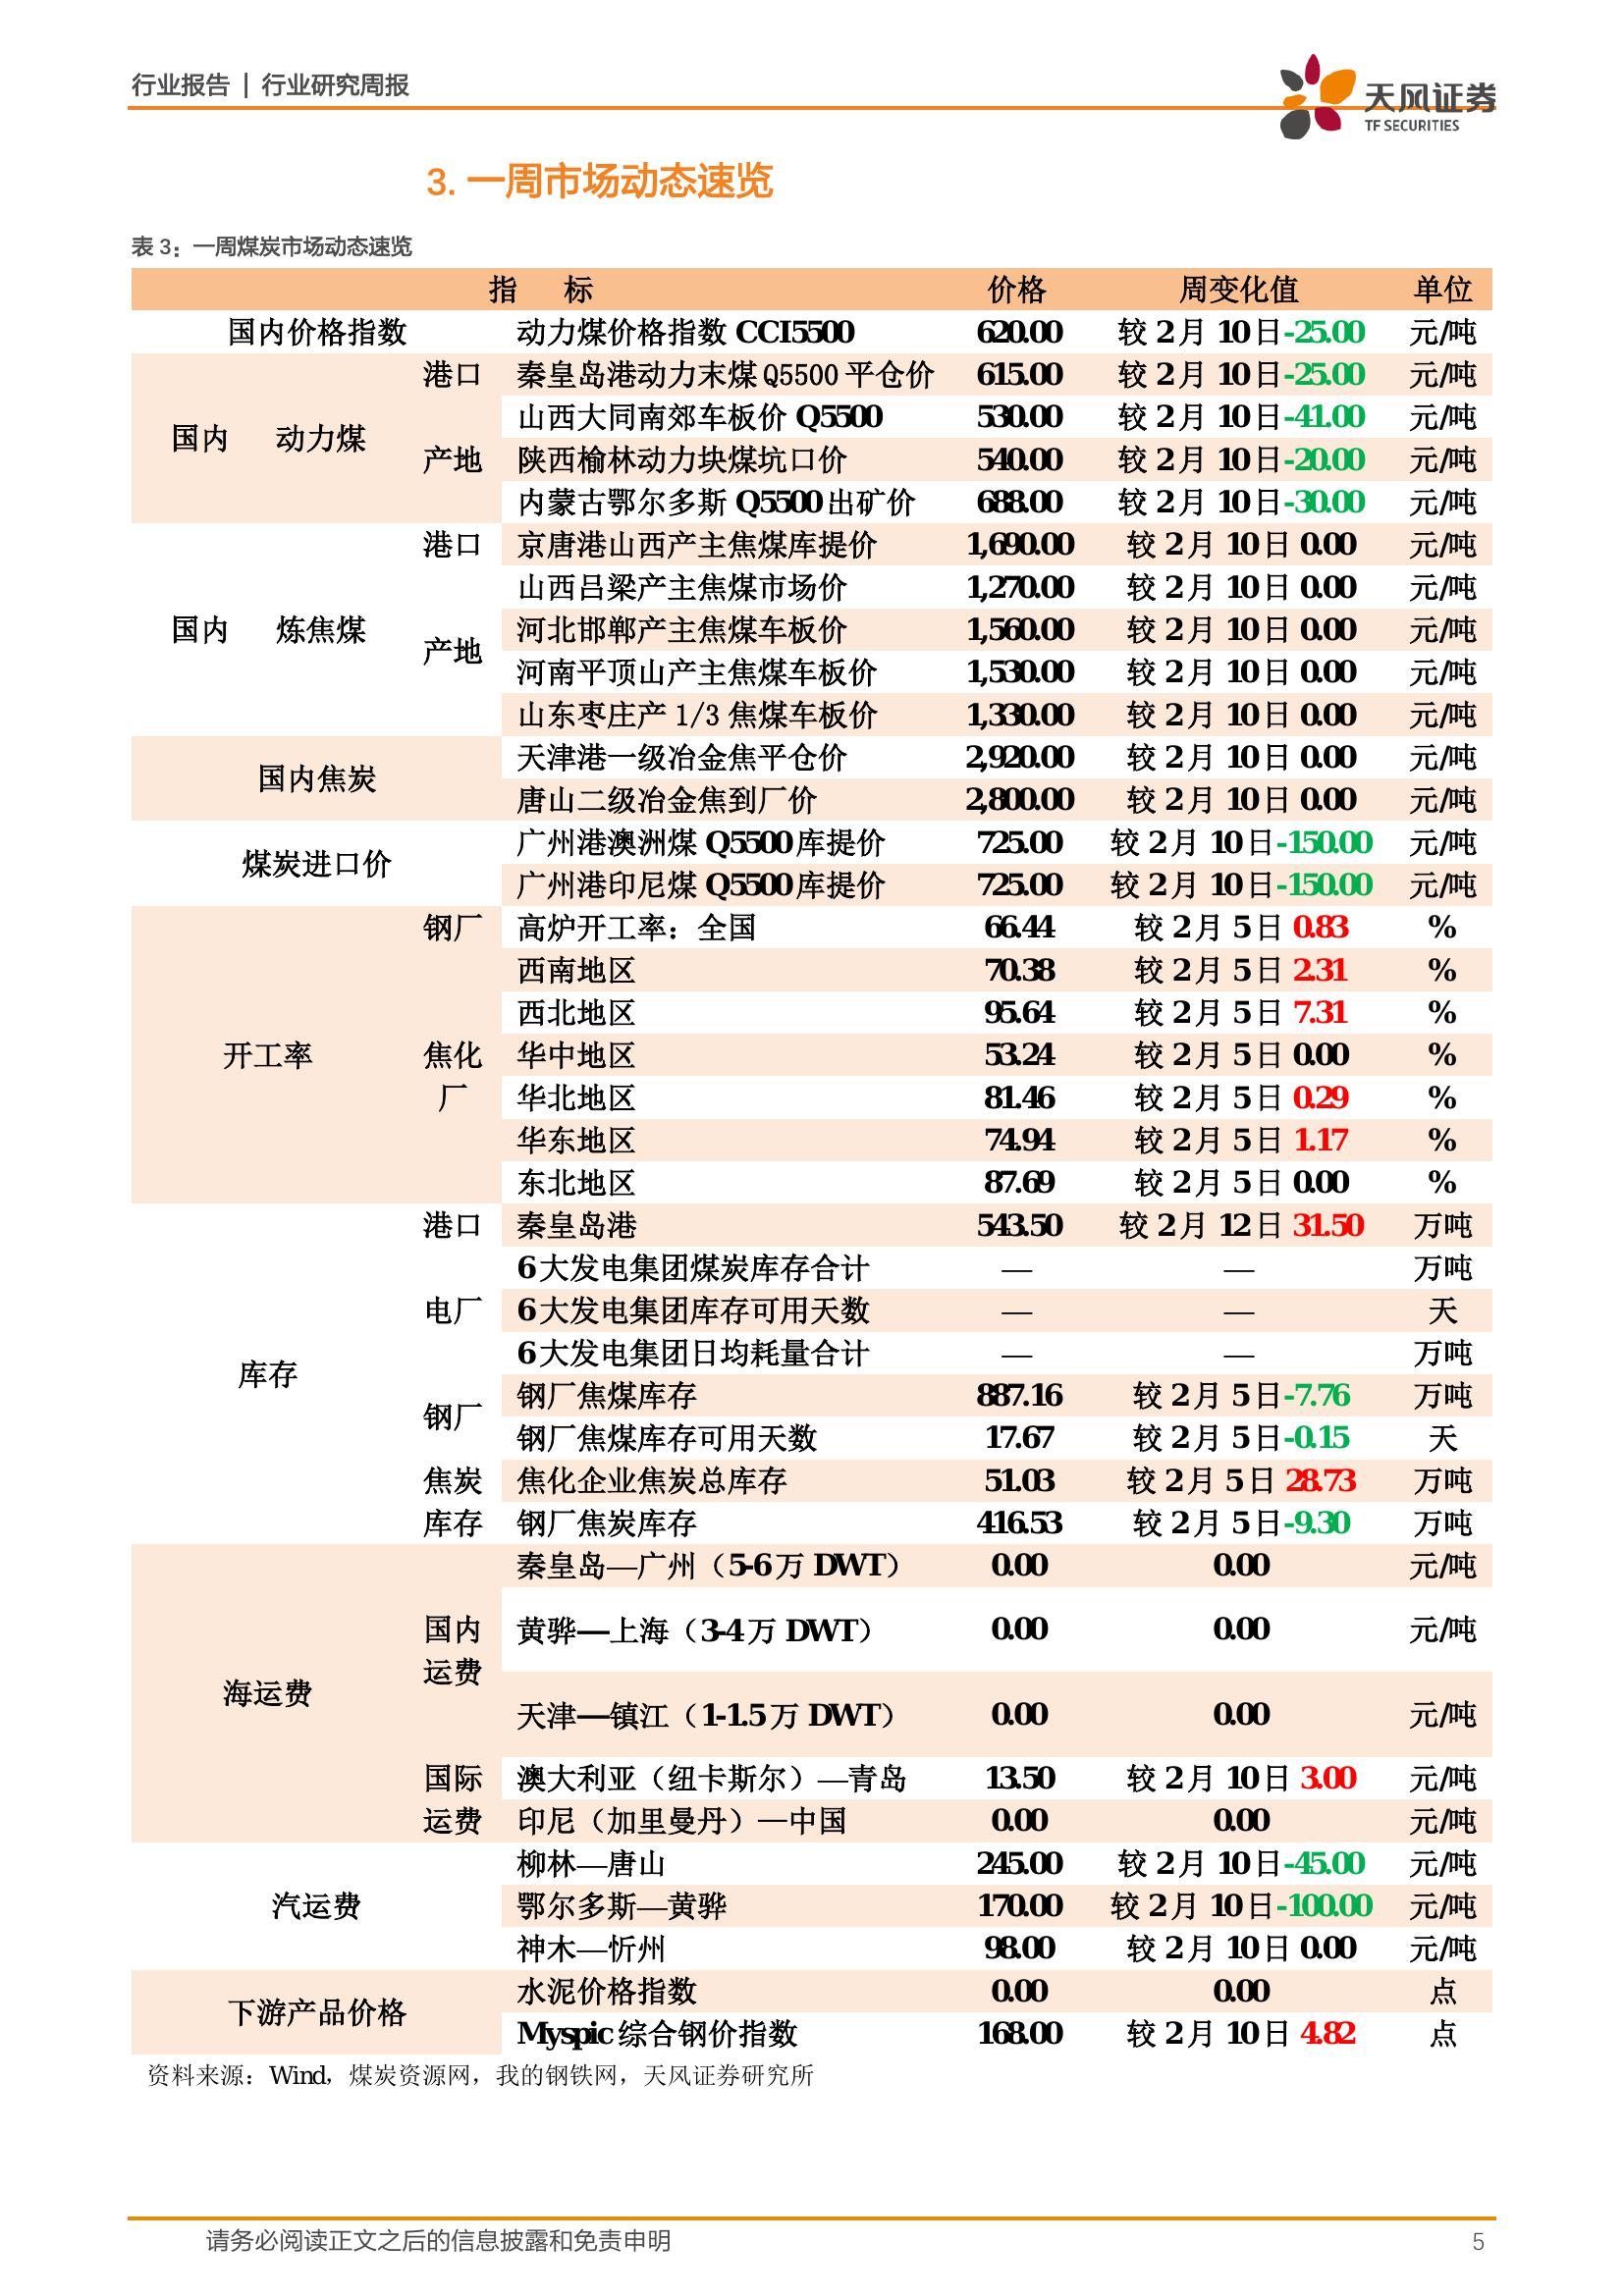 行业报告 | 行业研究周报
天风证券
TF SECURITIES
3. 一周市场动态速览
表 3：一周煤炭市场动态速览
指 标 价格 周变化值 单位
国内价格指数 动力煤价格指数 CCI5500 620.00 较 2 月 10 日-25.00 元/吨
国内 动力煤 港口 秦皇岛港动力末煤 Q5500 平仓价 615.00 较 2 月 10 日-25.00 元/吨
产地 山西大同南郊车板价 Q5500 530.00 较 2 月 10 日-41.00 元/吨
陕西榆林动力块煤坑口价 540.00 较 2 月 10 日-20.00 元/吨
内蒙古鄂尔多斯 Q5500 出矿价 688.00 较 2 月 10 日-30.00 元/吨
国内 炼焦煤 港口 京唐港山西产主焦煤库提价 1,690.00 较 2 月 10 日 0.00 元/吨
产地 山西吕梁产主焦煤市场价 1,270.00 较 2 月 10 日 0.00 元/吨
河北邯郸产主焦煤车板价 1,560.00 较 2 月 10 日 0.00 元/吨
河南平顶山产主焦煤车板价 1,530.00 较 2 月 10 日 0.00 元/吨
山东枣庄产 1/3 焦煤车板价 1,330.00 较 2 月 10 日 0.00 元/吨
国内焦炭 天津港一级冶金焦平仓价 2,920.00 较 2 月 10 日 0.00 元/吨
唐山二级冶金焦到厂价 2,800.00 较 2 月 10 日 0.00 元/吨
煤炭进口价 广州港澳洲煤 Q5500 库提价 725.00 较 2 月 10 日-150.00 元/吨
广州港印尼煤 Q5500 库提价 725.00 较 2 月 10 日-150.00 元/吨
开工率 钢厂 高炉开工率：全国 66.44 较 2 月 5 日 0.83 %
焦化厂 西南地区 70.38 较 2 月 5 日 2.31 %
西北地区 95.64 较 2 月 5 日 7.31 %
华中地区 53.24 较 2 月 5 日 0.00 %
华北地区 81.46 较 2 月 5 日 0.29 %
华东地区 74.94 较 2 月 5 日 1.17 %
东北地区 87.69 较 2 月 5 日 0.00 %
库存 港口 秦皇岛港 543.50 较 2 月 12 日 31.50 万吨
电厂 6 大发电集团煤炭库存合计 — — 万吨
6 大发电集团库存可用天数 — — 天
6 大发电集团日均耗量合计 — — 万吨
钢厂 钢厂焦煤库存 887.16 较 2 月 5 日-7.76 万吨
钢厂焦煤库存可用天数 17.67 较 2 月 5 日-0.15 天
焦炭库存 焦化企业焦炭总库存 51.03 较 2 月 5 日 28.73 万吨
钢厂焦炭库存 416.53 较 2 月 5 日-9.30 万吨
海运费 国内运费 秦皇岛—广州（5-6 万 DWT） 0.00 0.00 元/吨
黄骅—上海（3-4 万 DWT） 0.00 0.00 元/吨
天津—镇江（1-1.5 万 DWT） 0.00 0.00 元/吨
国际运费 澳大利亚（纽卡斯尔）—青岛 13.50 较 2 月 10 日 3.00 元/吨
印尼（加里曼丹）—中国 0.00 0.00 元/吨
汽运费 柳林—唐山 245.00 较 2 月 10 日-45.00 元/吨
鄂尔多斯—黄骅 170.00 较 2 月 10 日-100.00 元/吨
神木—忻州 98.00 较 2 月 10 日 0.00 元/吨
下游产品价格 水泥价格指数 0.00 0.00 点
Myspic 综合钢价指数 168.00 较 2 月 10 日 4.82 点
资料来源：Wind，煤炭资源网，我的钢铁网，天风证券研究所
请务必阅读正文之后的信息披露和免责申明 5